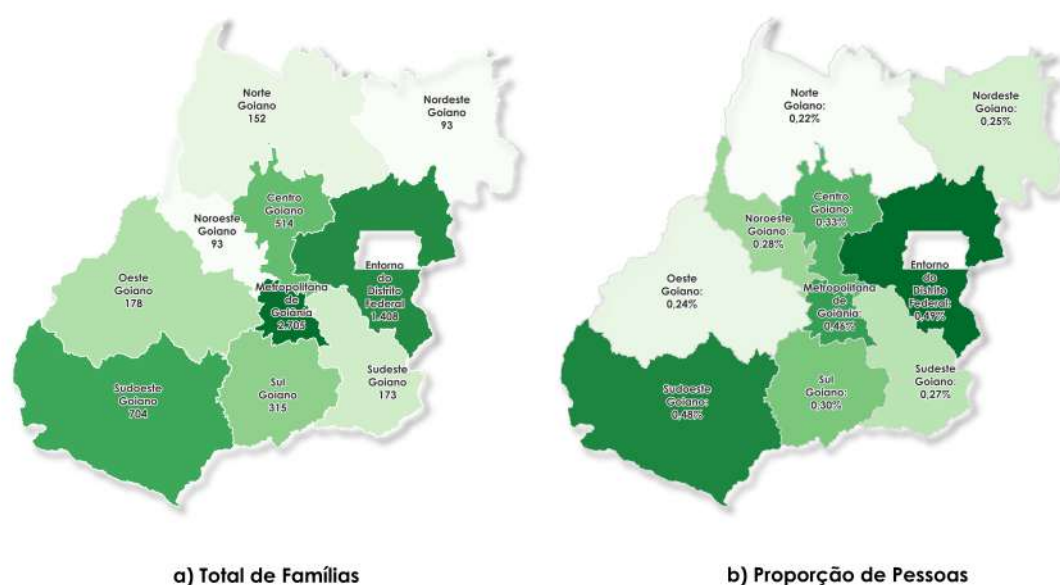 Norte
Goiano
152
Nordeste
Goiano
93
Centro
Goiano
514
Noroeste
Goiano
93
Oeste
Goiano
178
Entorno
do
Distrito
Federal
1.408
Metropolitana
de
Goiânia
2.705
Sudoeste
Goiano
704
Sul
Goiano
315
Sudeste
Goiano
173
a) Total de Famílias
Norte
Goiano:
0,22%
Nordeste
Goiano:
0,25%
Centro
Goiano:
0,33%
Noroeste
Goiano:
0,28%
Oeste
Goiano:
0,24%
Entorno
do
Distrito
Federal:
0,49%
Metropolitana
de
Goiânia:
0,46%
Sudoeste
Goiano:
0,48%
Sul
Goiano:
0,30%
Sudeste
Goiano:
0,27%
b) Proporção de Pessoas